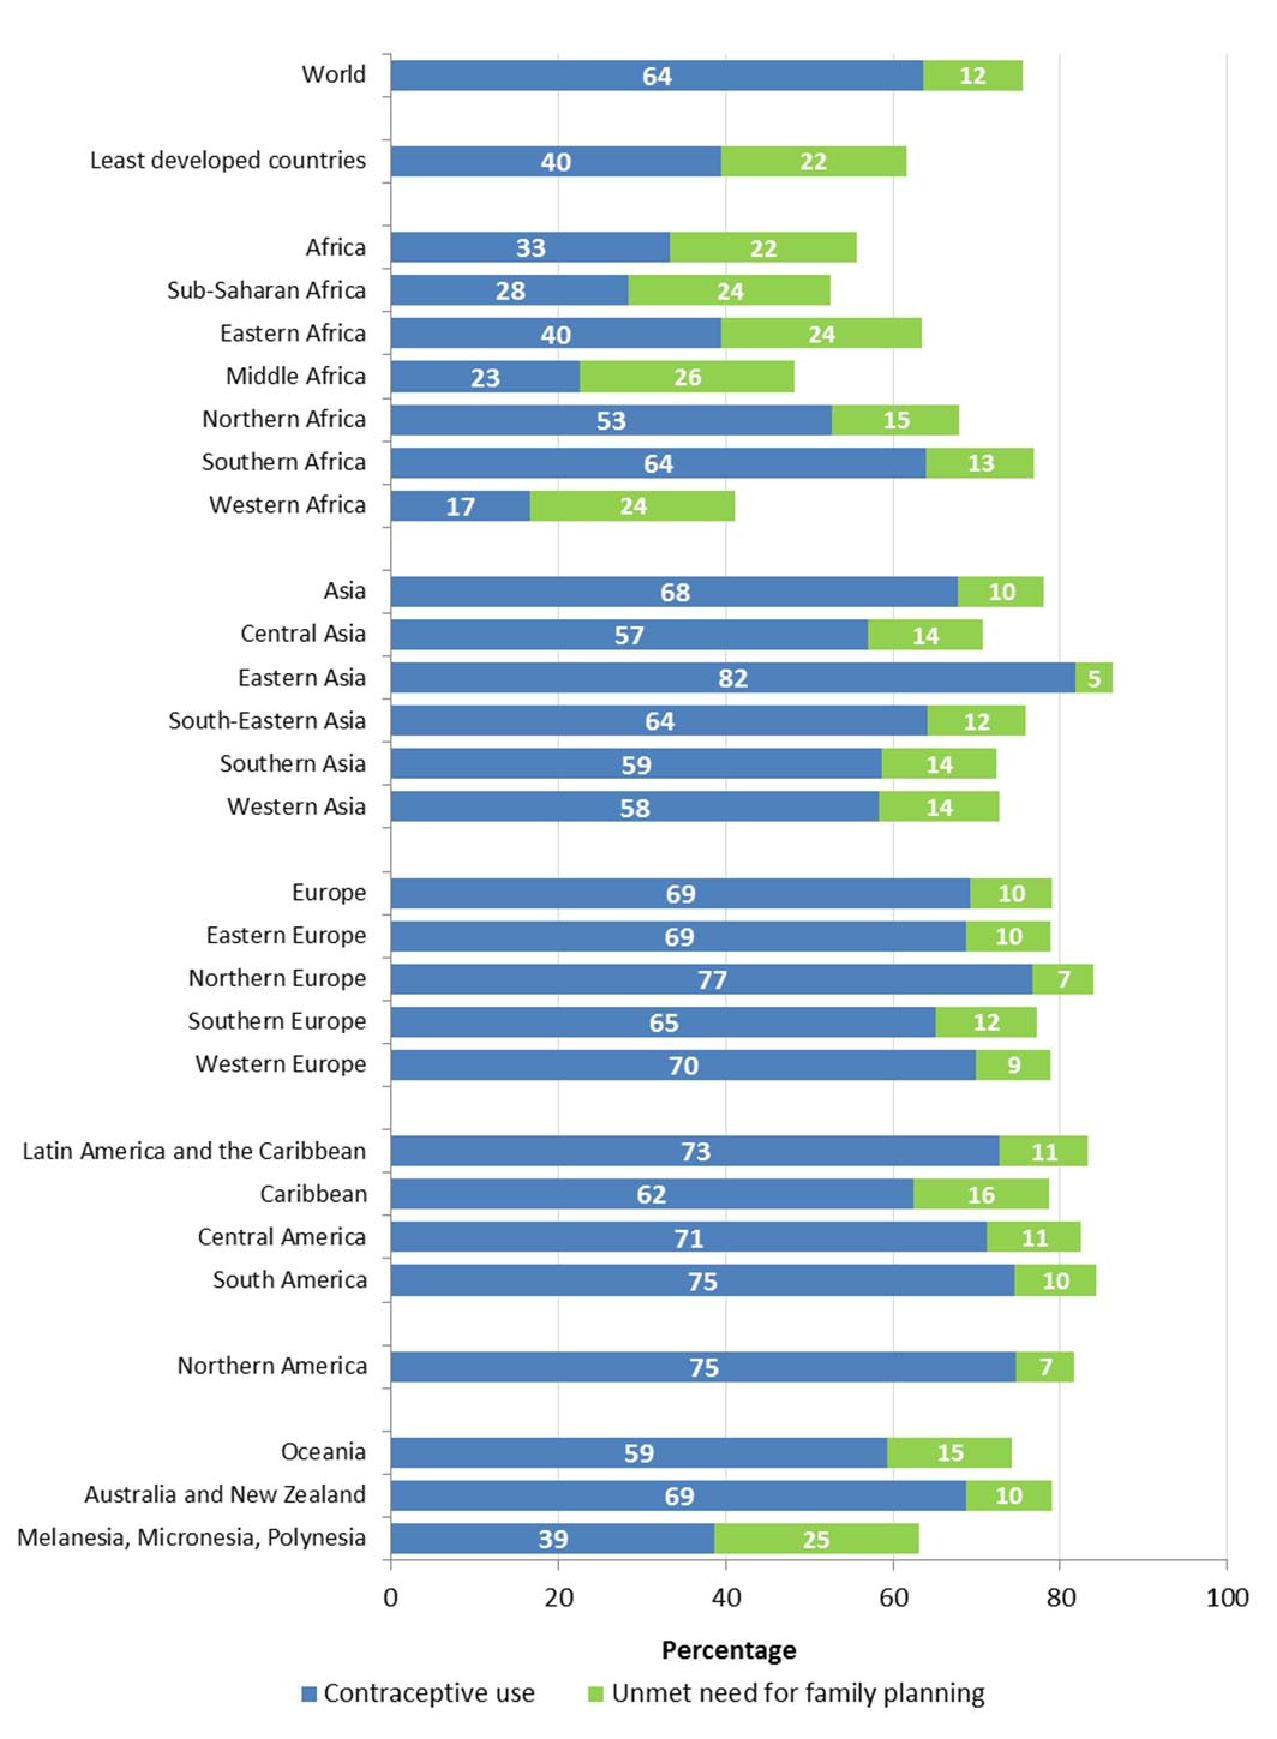 World 64 12
Least developed countries 40 22
Africa 33 22
Sub-Saharan Africa 28 24
Eastern Africa 40 24
Middle Africa 23 26
Northern Africa 53 15
Southern Africa 64 13
Western Africa 17 24
Asia 68 10
Central Asia 57 14
Eastern Asia 82 5
South-Eastern Asia 64 12
Southern Asia 59 14
Western Asia 58 14
Europe 69 10
Eastern Europe 69 10
Northern Europe 77 7
Southern Europe 65 12
Western Europe 70 9
Latin America and the Caribbean 73 11
Caribbean 62 16
Central America 71 11
South America 75 10
Northern America 75 7
Oceania 59 15
Australia and New Zealand 69 10
Melanesia, Micronesia, Polynesia 39 25
0 20 40 60 80 100
Percentage
Contraceptive use Unmet need for family planning